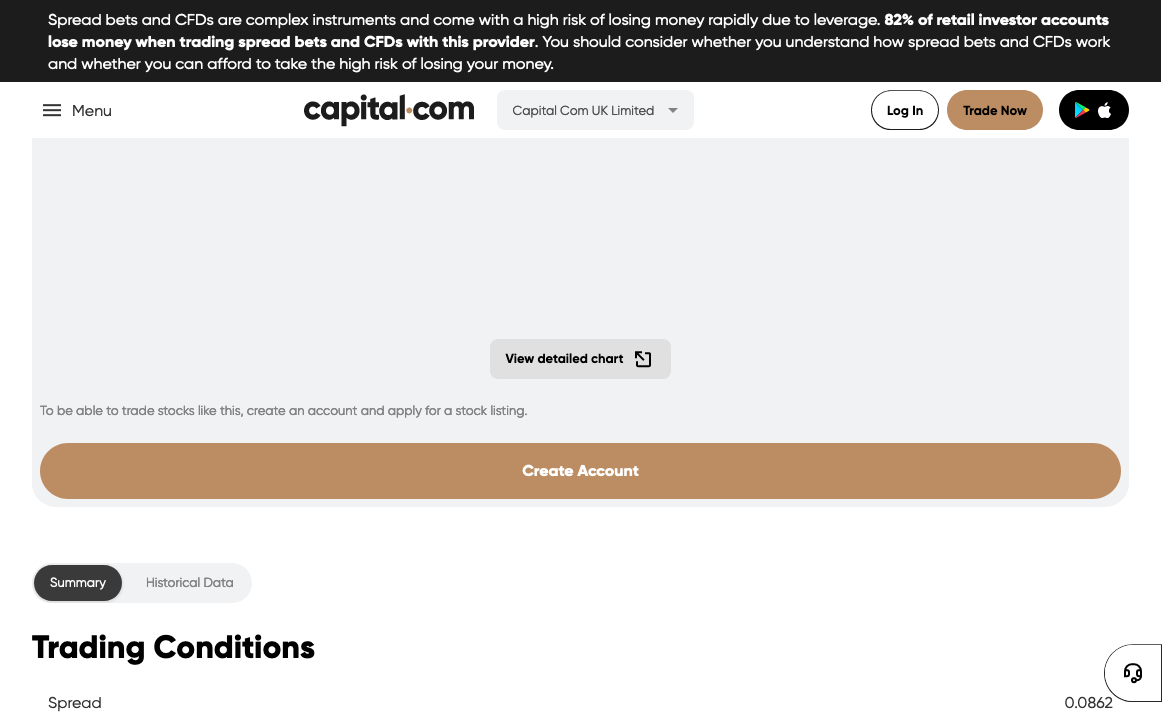 Spread bets and CFDs are complex instruments and come with a high risk of losing money rapidly due to leverage. 82% of retail investor accounts
lose money when trading spread bets and CFDs with this provider. You should consider whether you understand how spread bets and CFDs work
and whether you can afford to take the high risk of losing your money.
Menu
capital.com
Capital Com UK Limited
Log In
Trade Now
View detailed chart
To be able to trade stocks like this, create an account and apply for a stock listing.
Create Account
Summary
Historical Data
Trading Conditions
Spread
0.0862